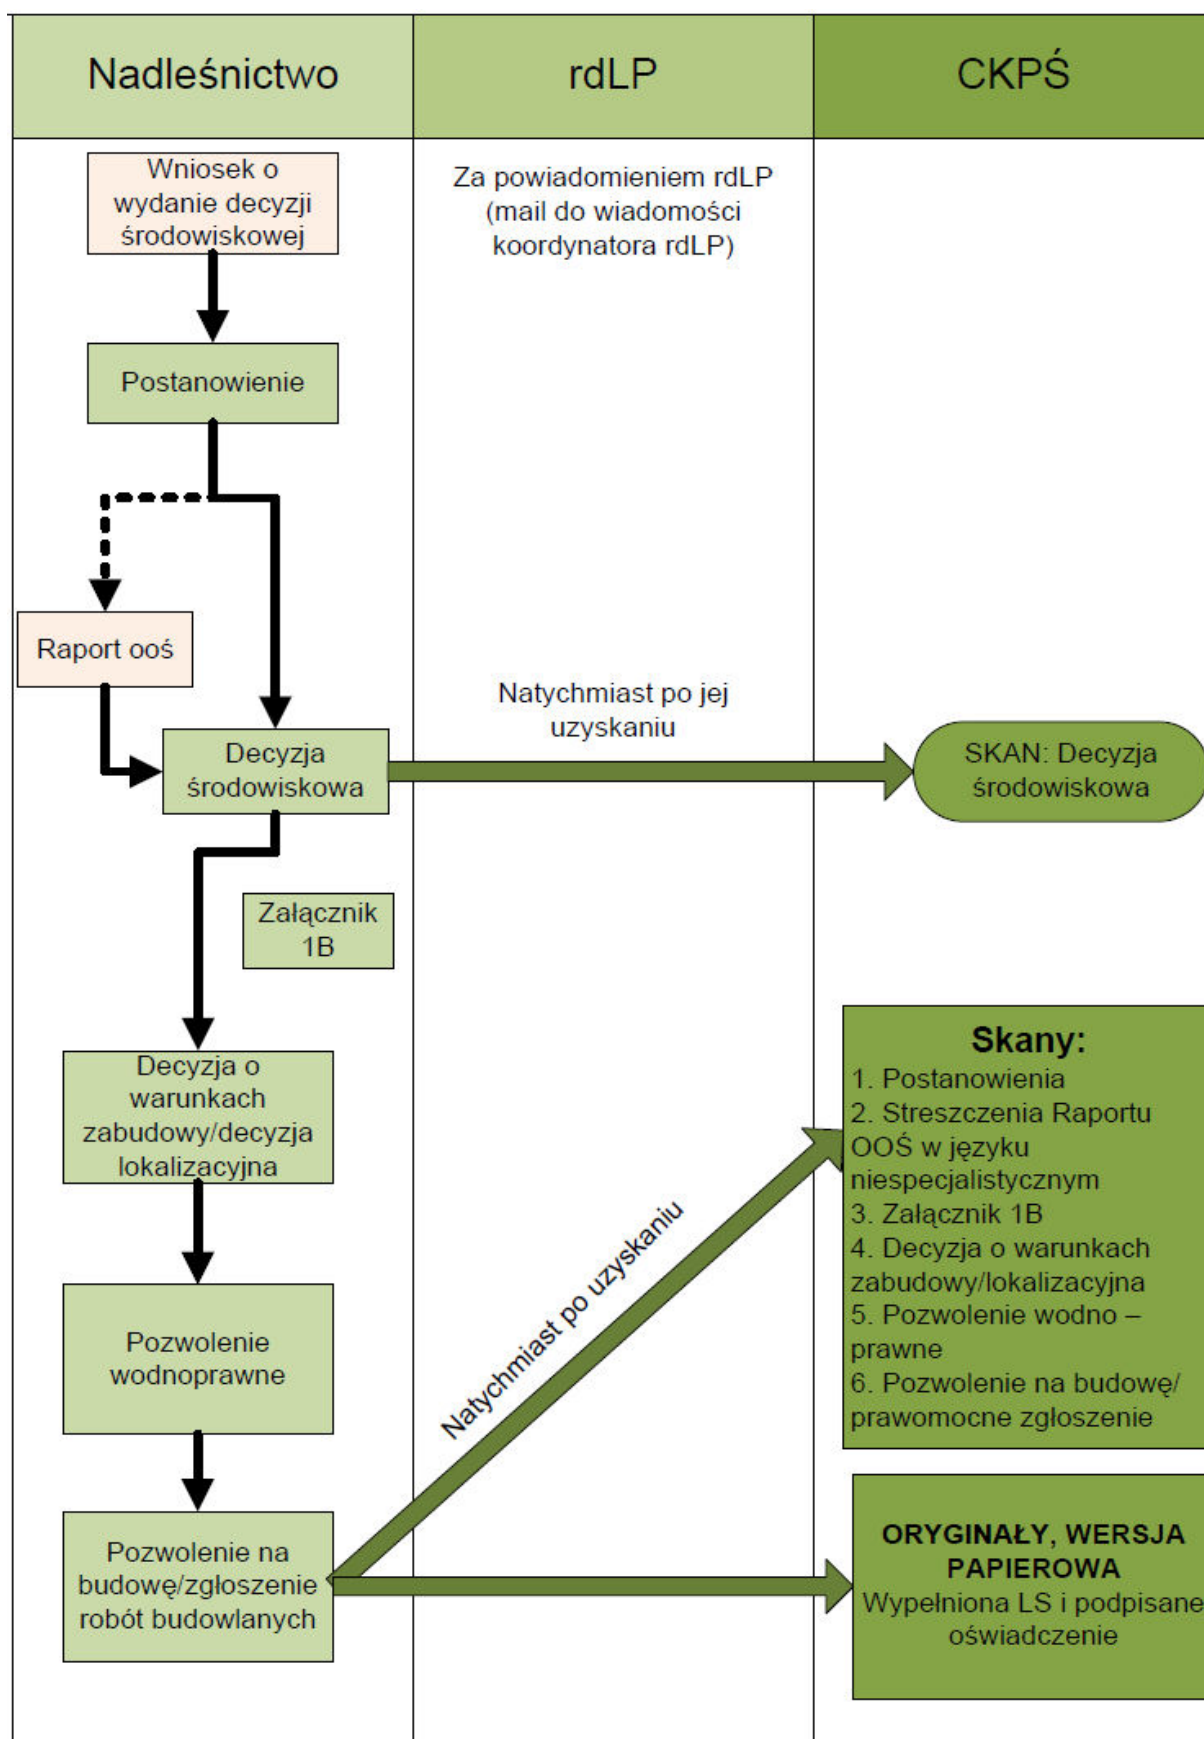 Nadleśnictwo
rdLP
CKPŚ
Wniosek o
wydanie decyzji
środowiskowej
Za powiadomieniem rdLP
(mail do wiadomości
koordynatora rdLP)
Postanowienie
Raport ooś
Natychmiast po jej
uzyskaniu
Decyzja
środowiskowa
SKAN: Decyzja
środowiskowa
Załącznik
1B
Decyzja o
warunkach
zabudowy/decyzja
lokalizacyjna
Pozwolenie
wodnoprawne
Pozwolenie na
budowę/zgłoszenie
robót budowlanych
Natychmiast po uzyskaniu
Skany:
1. Postanowienia
2. Streszczenia Raportu
OOŚ w języku
niespecjalistycznym
3. Załącznik 1B
4. Decyzja o warunkach
zabudowy/lokalizacyjna
5. Pozwolenie wodno –
prawne
6. Pozwolenie na budowę/
prawomocne zgłoszenie
ORYGINAŁY, WERSJA
PAPIEROWA
Wypełniona LS i podpisane
oświadczenie